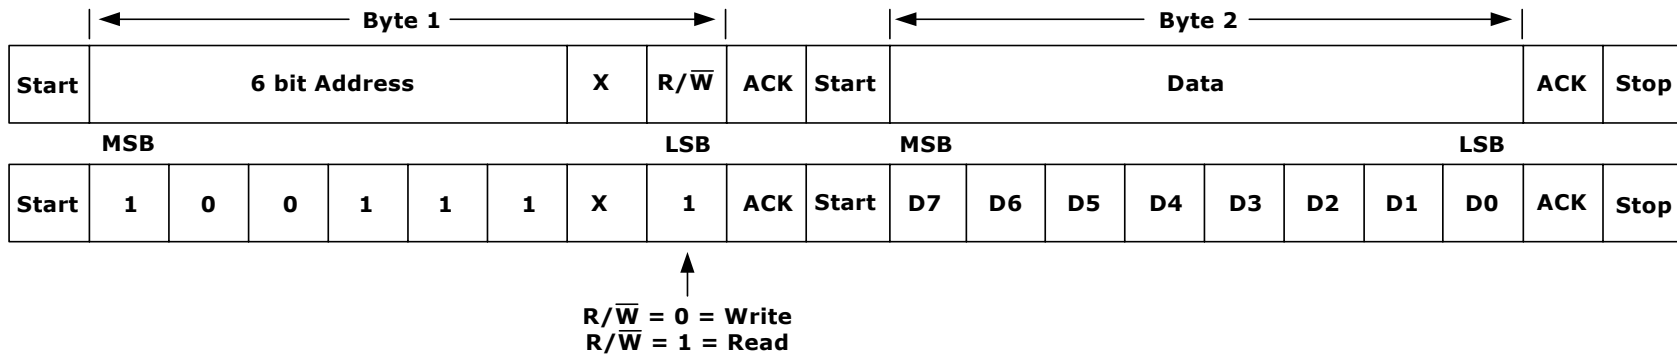 Byte 1 Byte 2
Start 6 bit Address X R/W̅ ACK Start Data ACK Stop
MSB LSB MSB LSB
Start 1 0 0 1 1 1 X 1 ACK Start D7 D6 D5 D4 D3 D2 D1 D0 ACK Stop
R/W̅ = 0 = Write
R/W̅ = 1 = Read